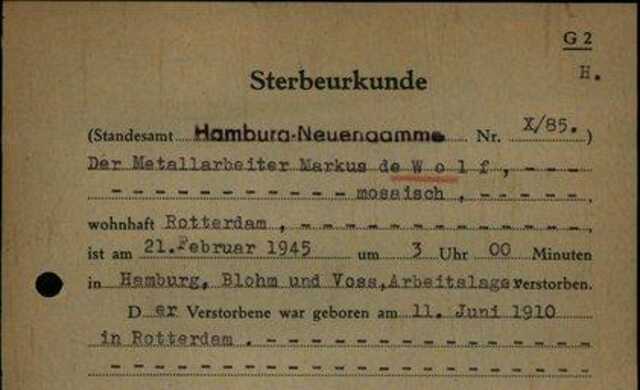 G 2
H.
Sterbeurkunde
(Standesamt Hamburg-Neuengamme Nr. X/85. )
Der Metallarbeiter Markus de W o l f , - - -
- - - - - - - - - - - - mosaisch , - - - - -
wohnhaft Rotterdam , - - - - - - - - - - - - -
ist am 21.Februar 1945 um 3 Uhr 00 Minuten
in Hamburg, Blohm und Voss, Arbeitslager verstorben.
D er Verstorbene war geboren am 11. Juni 1910
in Rotterdam . - - - - - - - - - - - - - - -
- - - - - - - - - - - - - - - - - - - - - -